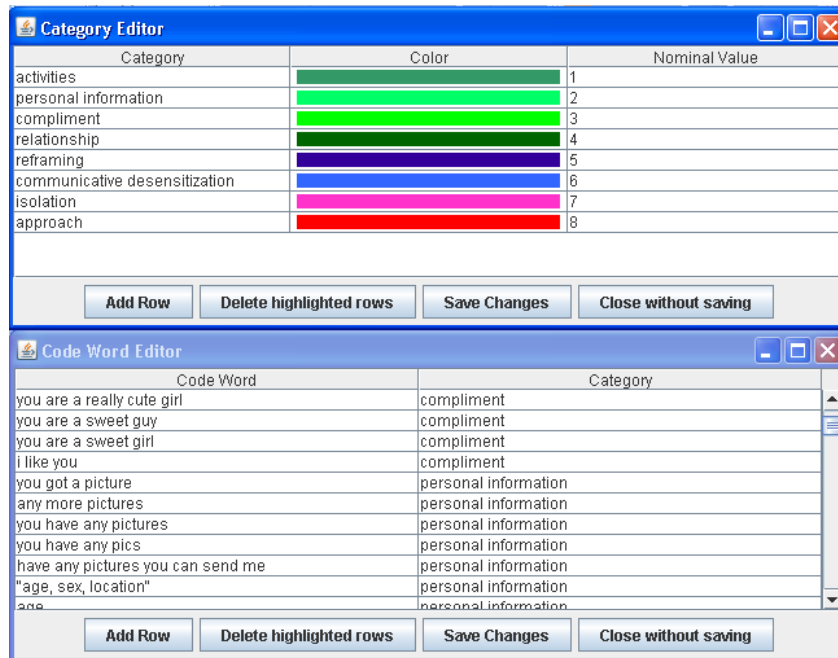 Category Editor
Category Color Nominal Value
activities 1
personal information 2
compliment 3
relationship 4
reframing 5
communicative desensitization 6
isolation 7
approach 8
Add Row Delete highlighted rows Save Changes Close without saving
Code Word Editor
Code Word Category
you are a really cute girl compliment
you are a sweet guy compliment
you are a sweet girl compliment
i like you compliment
you got a picture personal information
any more pictures personal information
you have any pictures personal information
you have any pics personal information
have any pictures you can send me personal information
"age, sex, location" personal information
age personal information
Add Row Delete highlighted rows Save Changes Close without saving